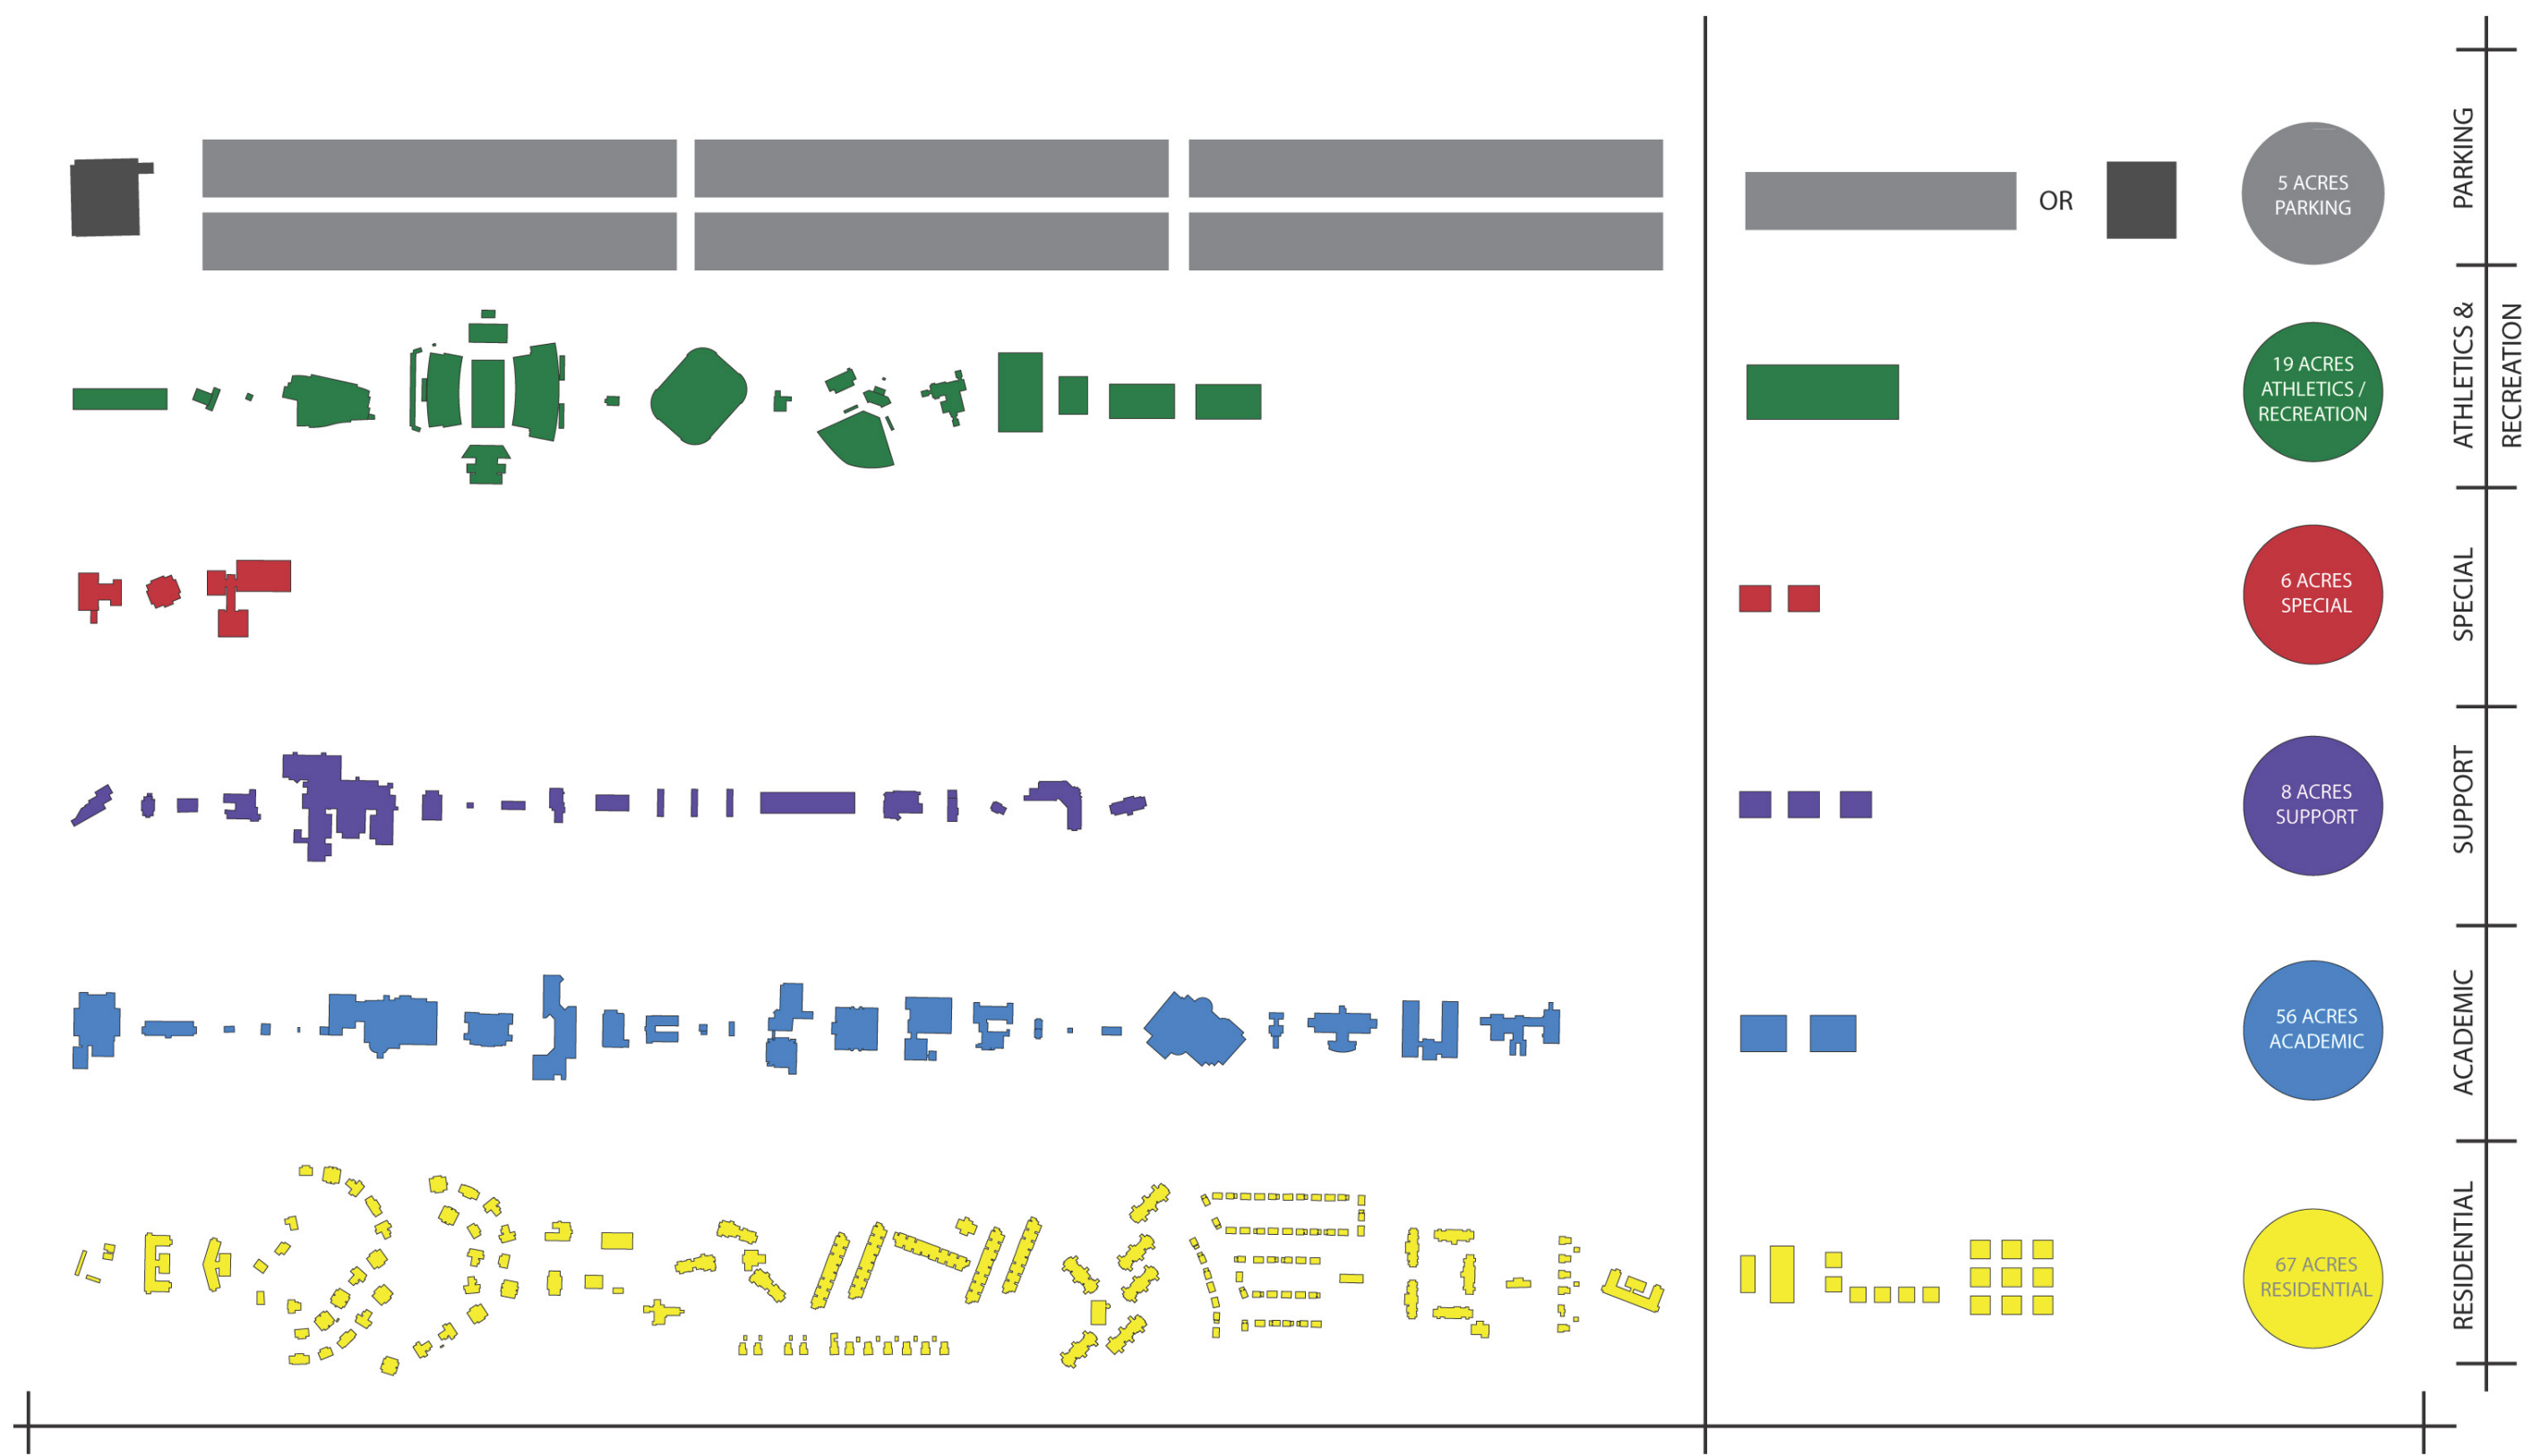 OR
5 ACRES
PARKING
PARKING
19 ACRES
ATHLETICS /
RECREATION
ATHLETICS &
RECREATION
6 ACRES
SPECIAL
SPECIAL
8 ACRES
SUPPORT
SUPPORT
56 ACRES
ACADEMIC
ACADEMIC
67 ACRES
RESIDENTIAL
RESIDENTIAL